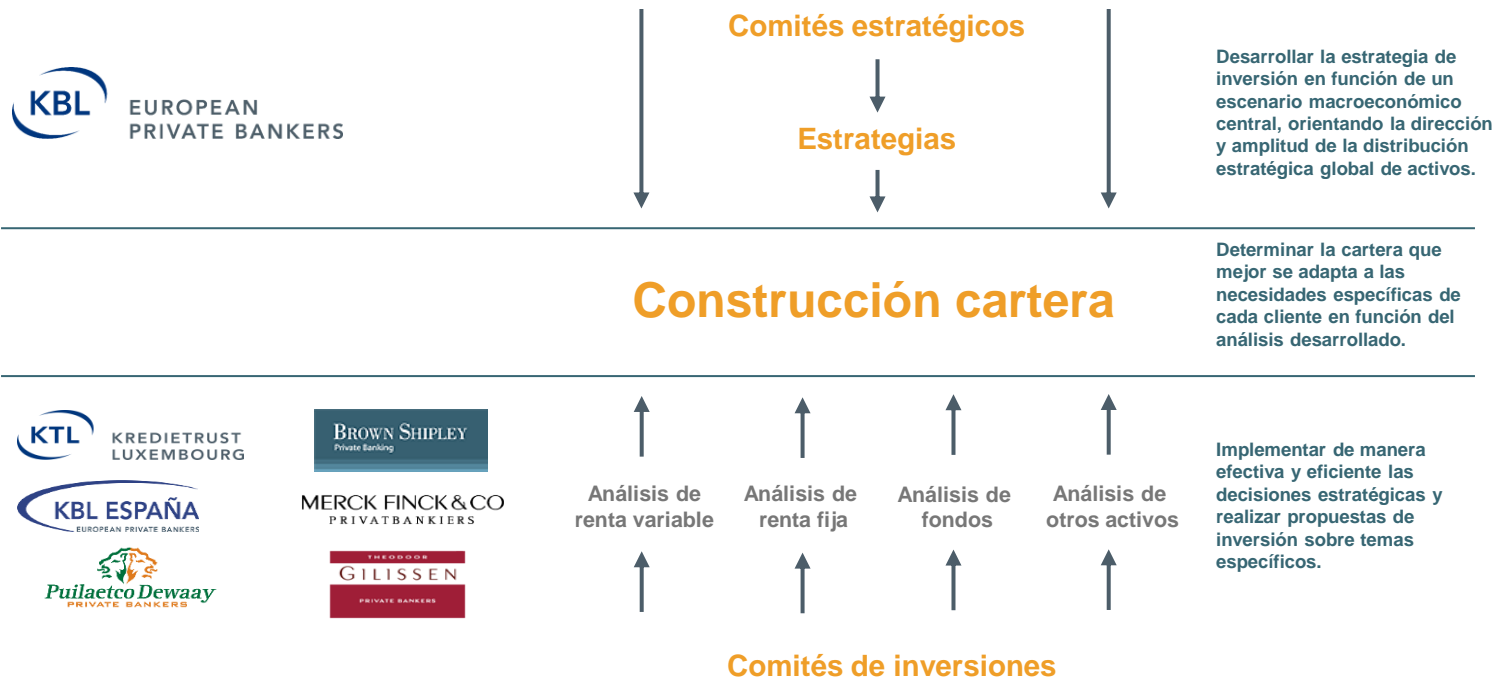 Comités estratégicos
KBL
EUROPEAN
PRIVATE BANKERS
Estrategias
Desarrollar la estrategia de
inversión en función de un
escenario macroeconómico
central, orientando la dirección
y amplitud de la distribución
estratégica global de activos.
Construcción cartera
Determinar la cartera que
mejor se adapta a las
necesidades específicas de
cada cliente en función del
análisis desarrollado.
KTL
KREDIETRUST
LUXEMBOURG
BROWN SHIPLEY
Private Banking
KBL ESPAÑA
EUROPEAN PRIVATE BANKERS
MERCK FINCK & CO
PRIVATBANKIERS
Puilaetco Dewaay
PRIVATE BANKERS
THEODOOR
GILISSEN
PRIVATE BANKERS
Análisis de
renta variable
Análisis de
renta fija
Análisis de
fondos
Análisis de
otros activos
Implementar de manera
efectiva y eficiente las
decisiones estratégicas y
realizar propuestas de
inversión sobre temas
específicos.
Comités de inversiones